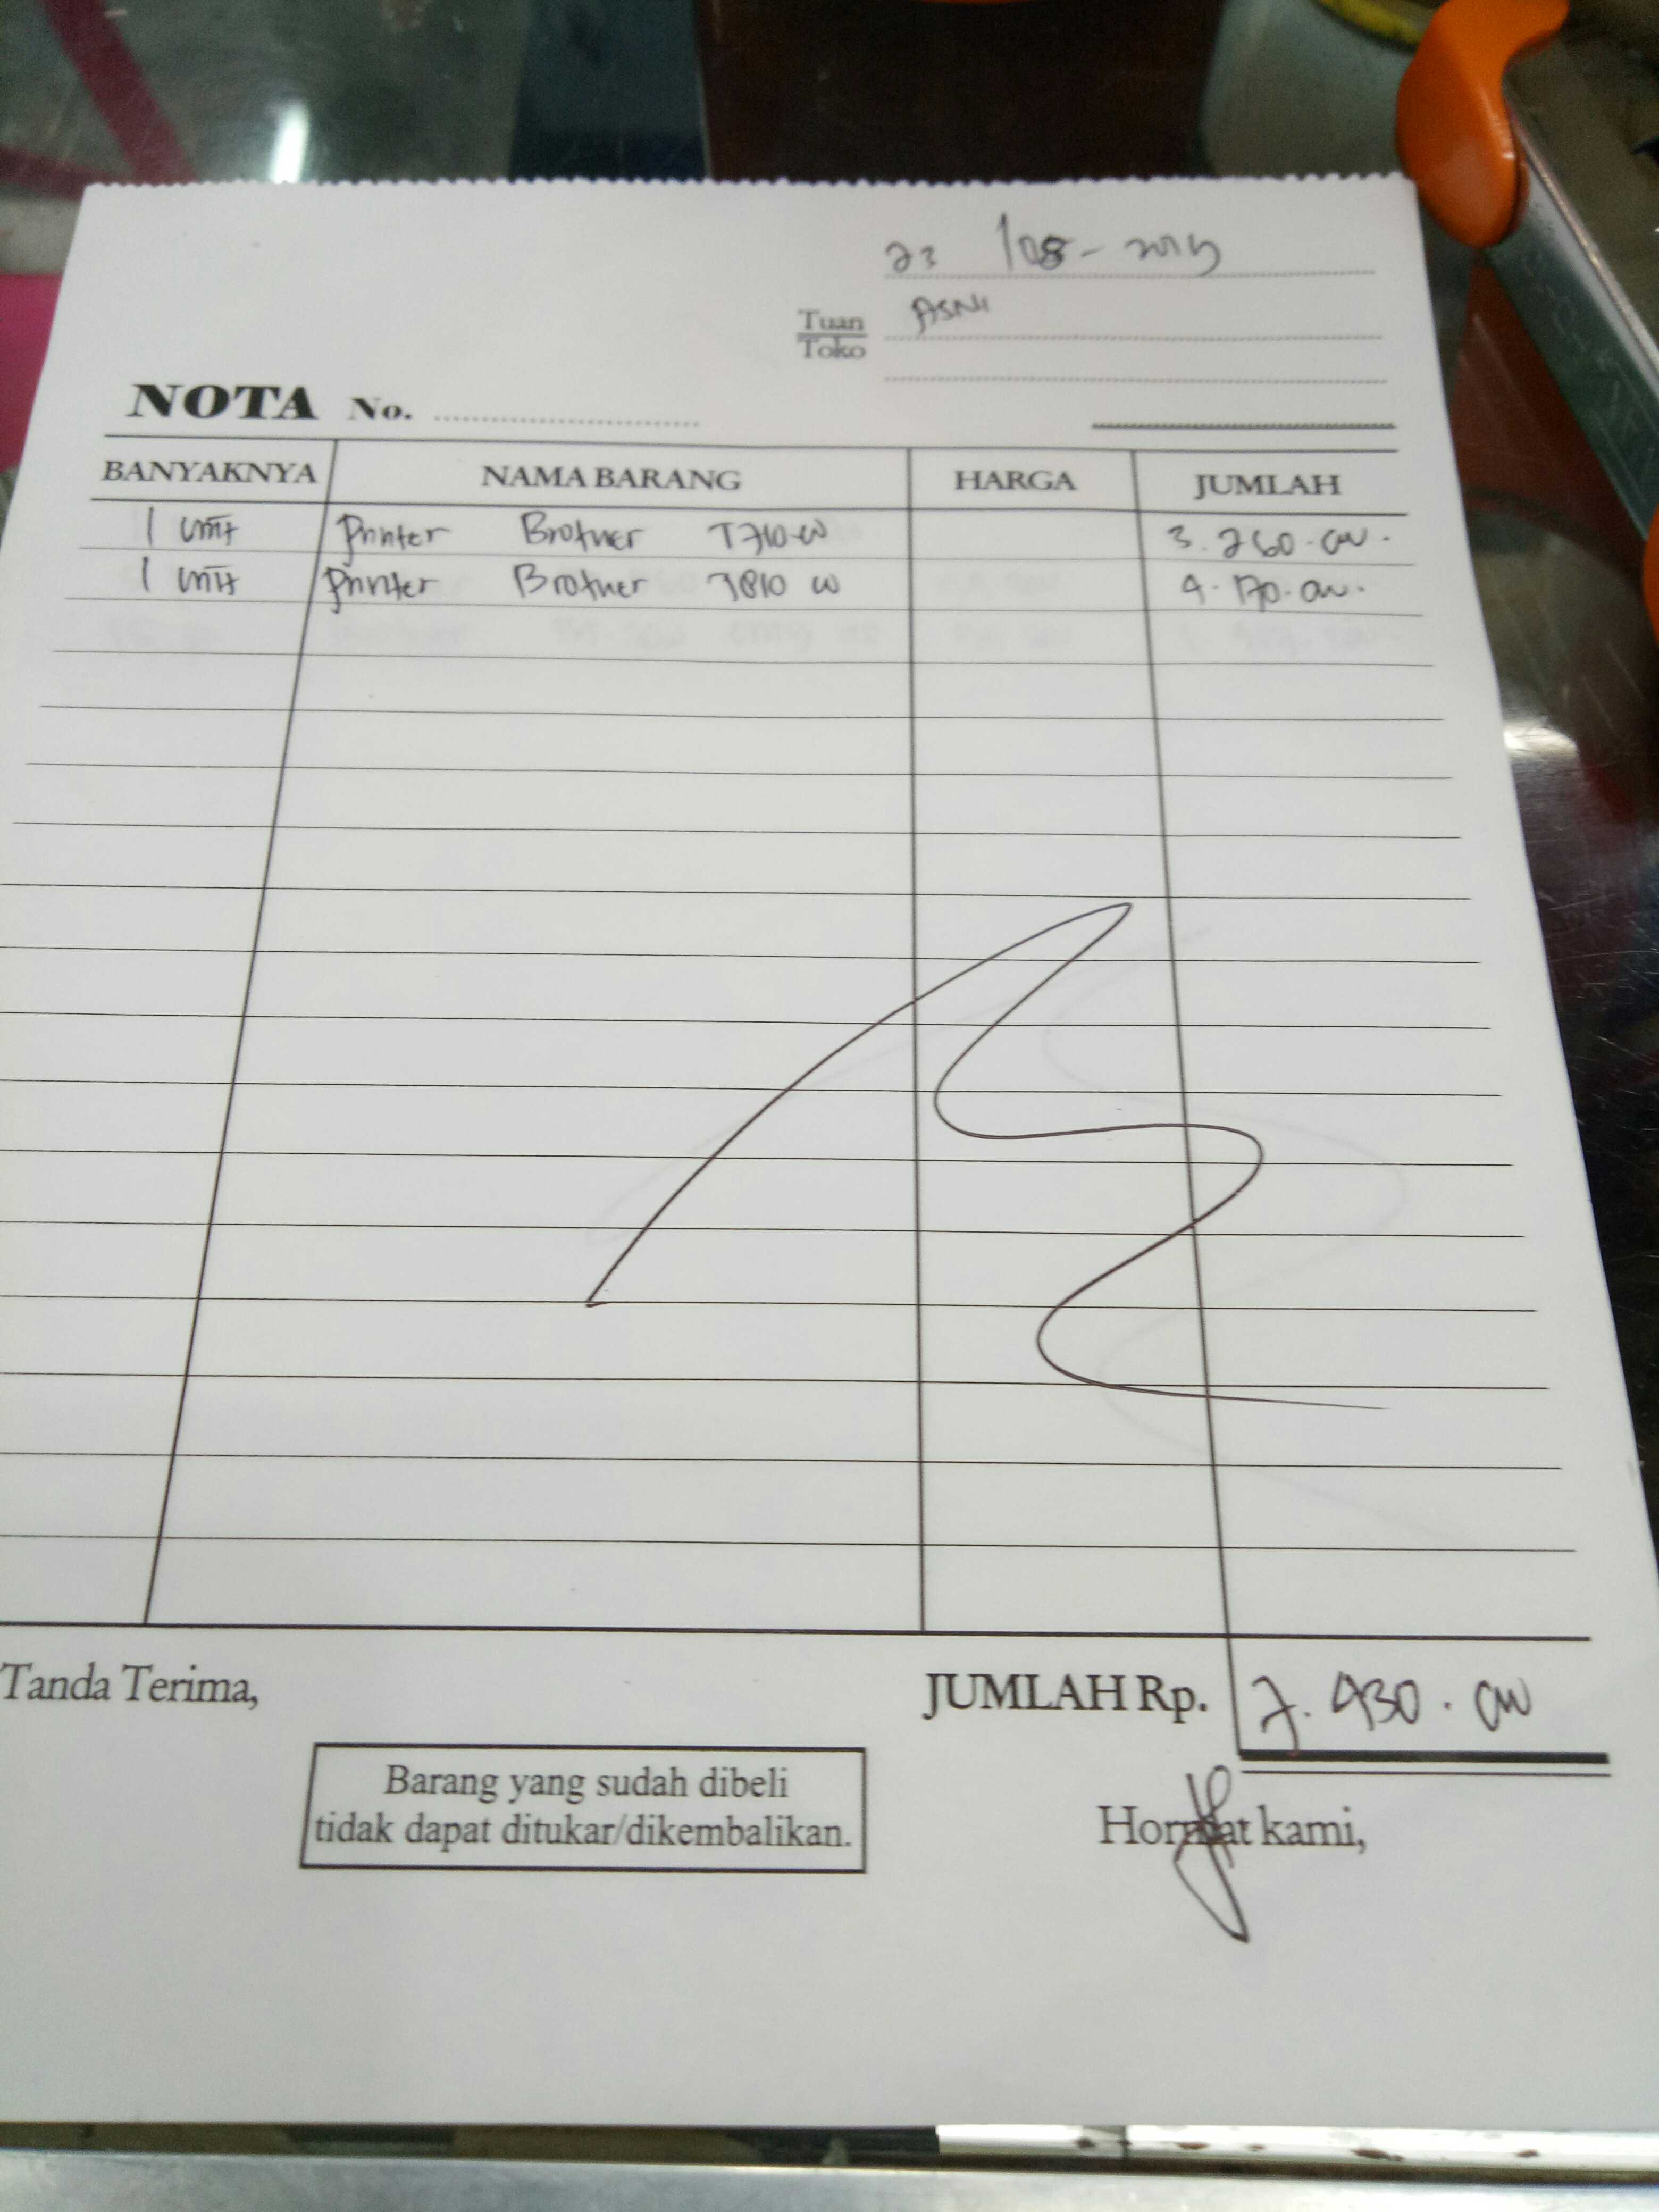 23 /08-2019
Tuan
Toko
ASNI
NOTA No.
BANYAKNYA NAMA BARANG HARGA JUMLAH
1 unit Printer Brother T710 W 3.260.000.
1 unit Printer Brother T810 W 4.170.000.
Tanda Terima, JUMLAH Rp. 7.430.000
Barang yang sudah dibeli
tidak dapat ditukar/dikembalikan.
Hormat kami,